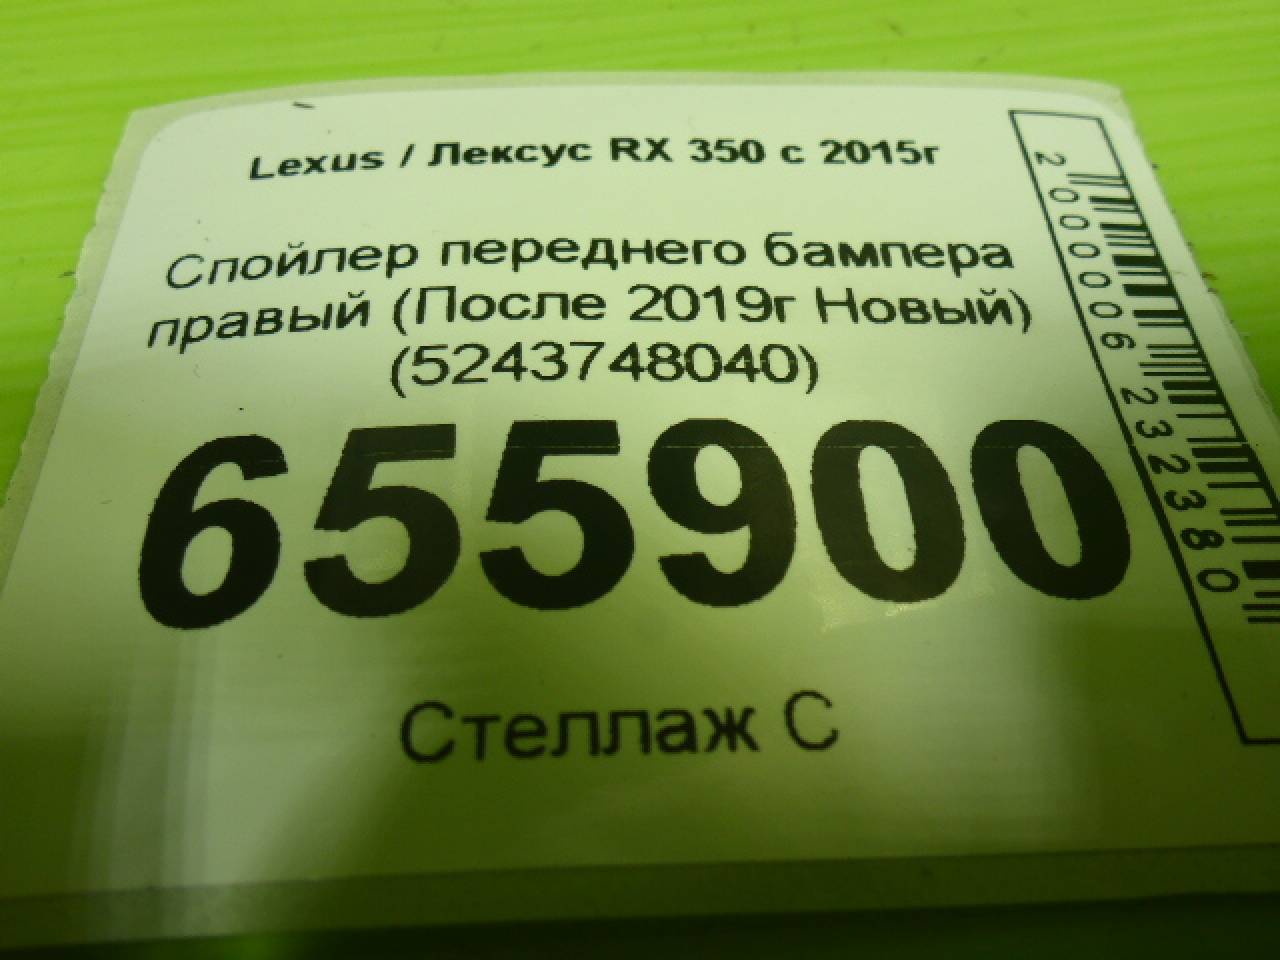 Lexus / Лексус RX 350 с 2015г
Спойлер переднего бампера
правый (После 2019г Новый)
(5243748040)
655900
Стеллаж С
2000006232380